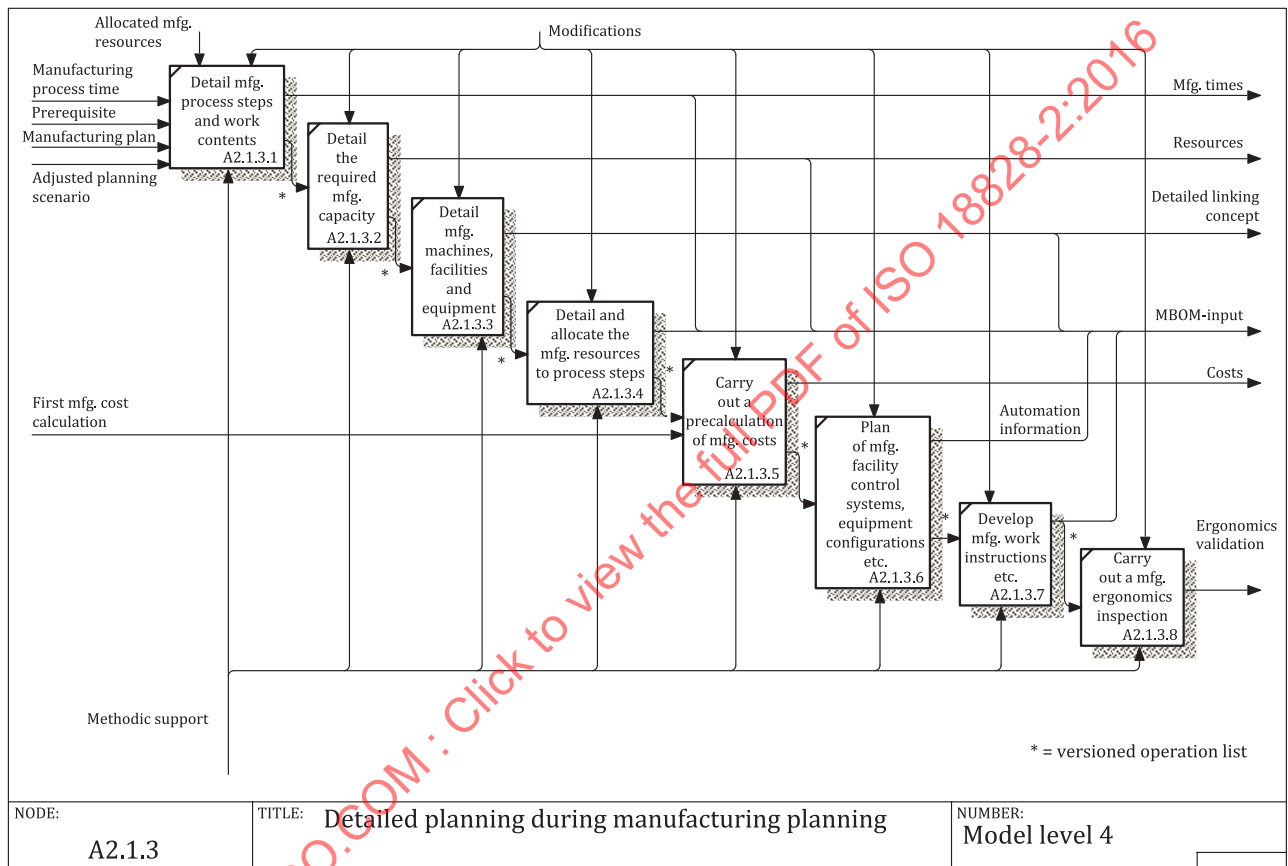 Allocated mfg.
resources
Modifications
Manufacturing
process time
Prerequisite
Manufacturing plan
Adjusted planning
scenario
Detail mfg.
process steps
and work
contents
A2.1.3.1
Mfg. times
*
Detail
the
required
mfg.
capacity
A2.1.3.2
Resources
*
Detail
mfg.
machines,
facilities
and
equipment
A2.1.3.3
Detailed linking
concept
*
Detail and
allocate the
mfg. resources
to process steps
A2.1.3.4
MBOM-input
*
First mfg. cost
calculation
Carry
out a
precalculation
of mfg. costs
A2.1.3.5
Costs
*
Plan
of mfg.
facility
control
systems,
equipment
configurations
etc.
A2.1.3.6
Automation
information
*
Develop
mfg. work
instructions
etc.
A2.1.3.7
*
Carry
out a mfg.
ergonomics
inspection
A2.1.3.8
Ergonomics
validation
Methodic support
* = versioned operation list
NODE:
A2.1.3
TITLE: Detailed planning during manufacturing planning
NUMBER:
Model level 4
SO.COM : Click to view the full PDF of ISO 18828-2:2016